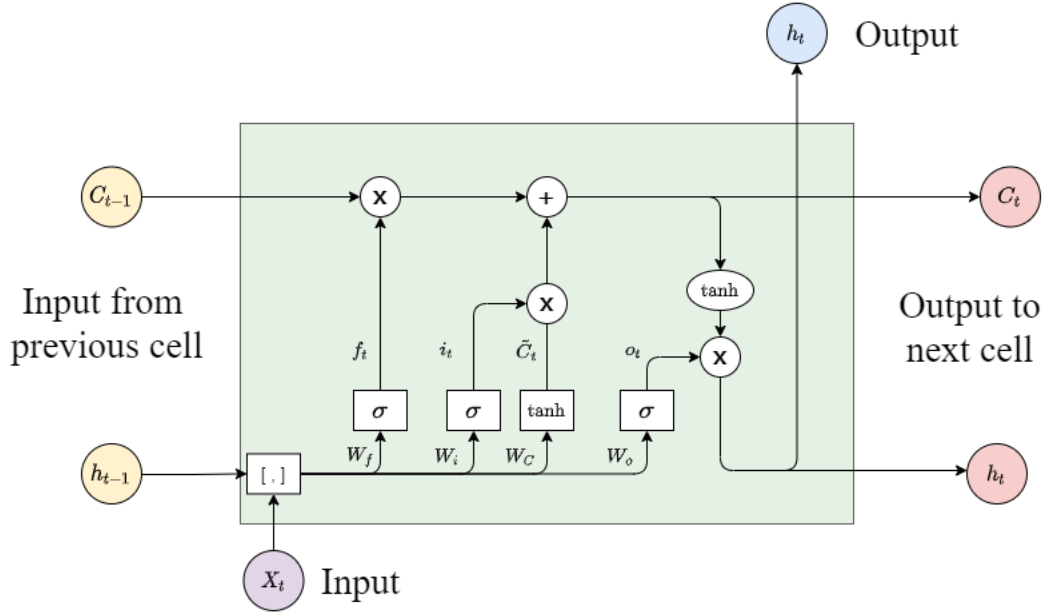 h_t Output
C_{t-1} x + C_t
tanh
x
Input from
previous cell
Output to
next cell
f_t i_t C̃_t o_t x
σ σ tanh σ
W_f W_i W_C W_o
h_{t-1} [ , ] h_t
X_t Input